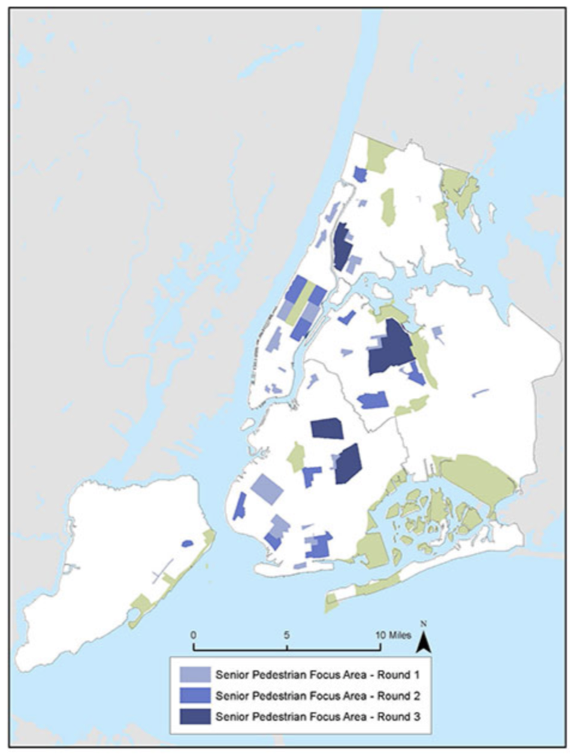 N
0 5 10 Miles
Senior Pedestrian Focus Area - Round 1
Senior Pedestrian Focus Area - Round 2
Senior Pedestrian Focus Area - Round 3